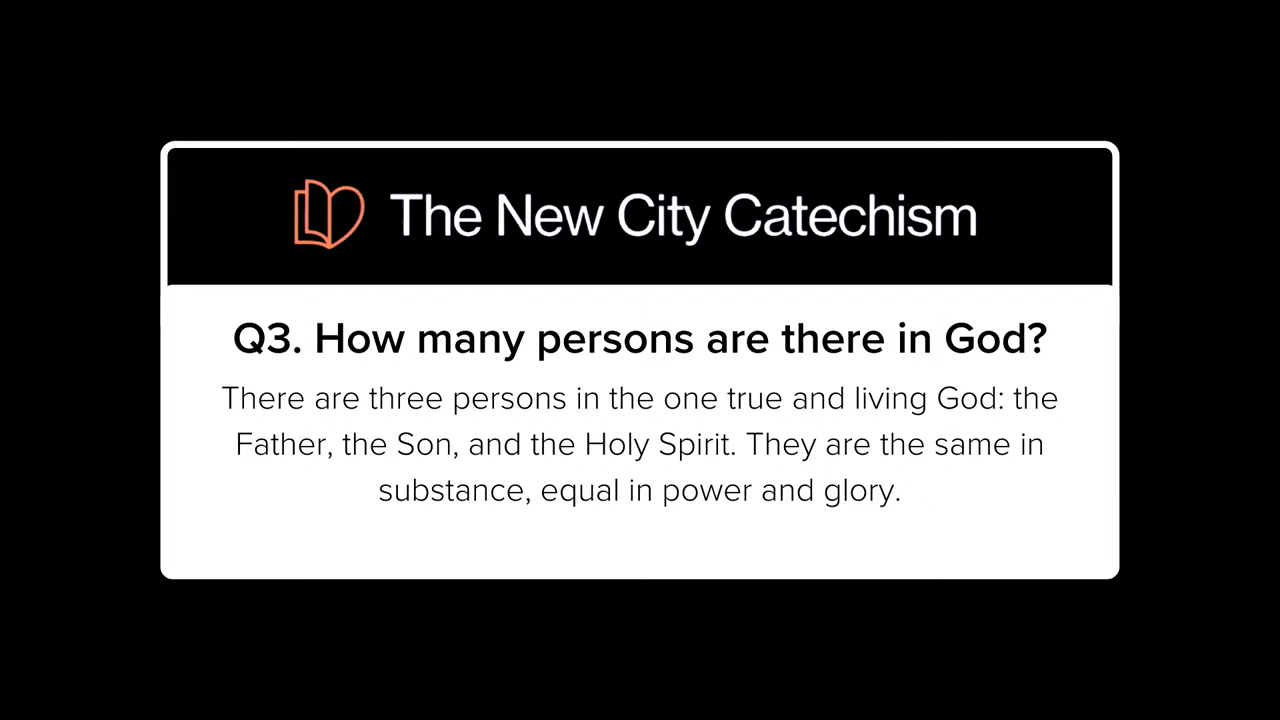 The New City Catechism
Q3. How many persons are there in God?
There are three persons in the one true and living God: the
Father, the Son, and the Holy Spirit. They are the same in
substance, equal in power and glory.